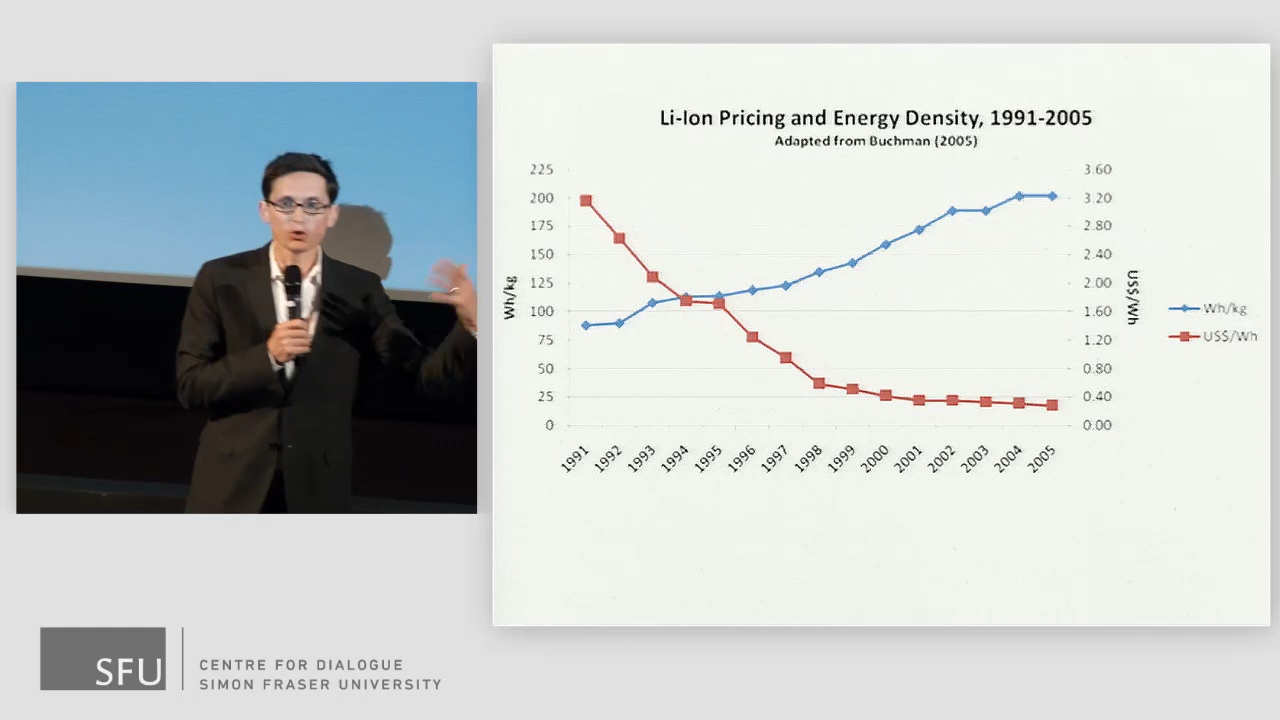 Li-Ion Pricing and Energy Density, 1991-2005
Adapted from Buchman (2005)
225
200
175
150
125
100
75
50
25
0
Wh/kg
3.60
3.20
2.80
2.40
2.00
1.60
1.20
0.80
0.40
0.00
US$/Wh
1991 1992 1993 1994 1995 1996 1997 1998 1999 2000 2001 2002 2003 2004 2005
Wh/kg
US$/Wh
SFU
CENTRE FOR DIALOGUE
SIMON FRASER UNIVERSITY